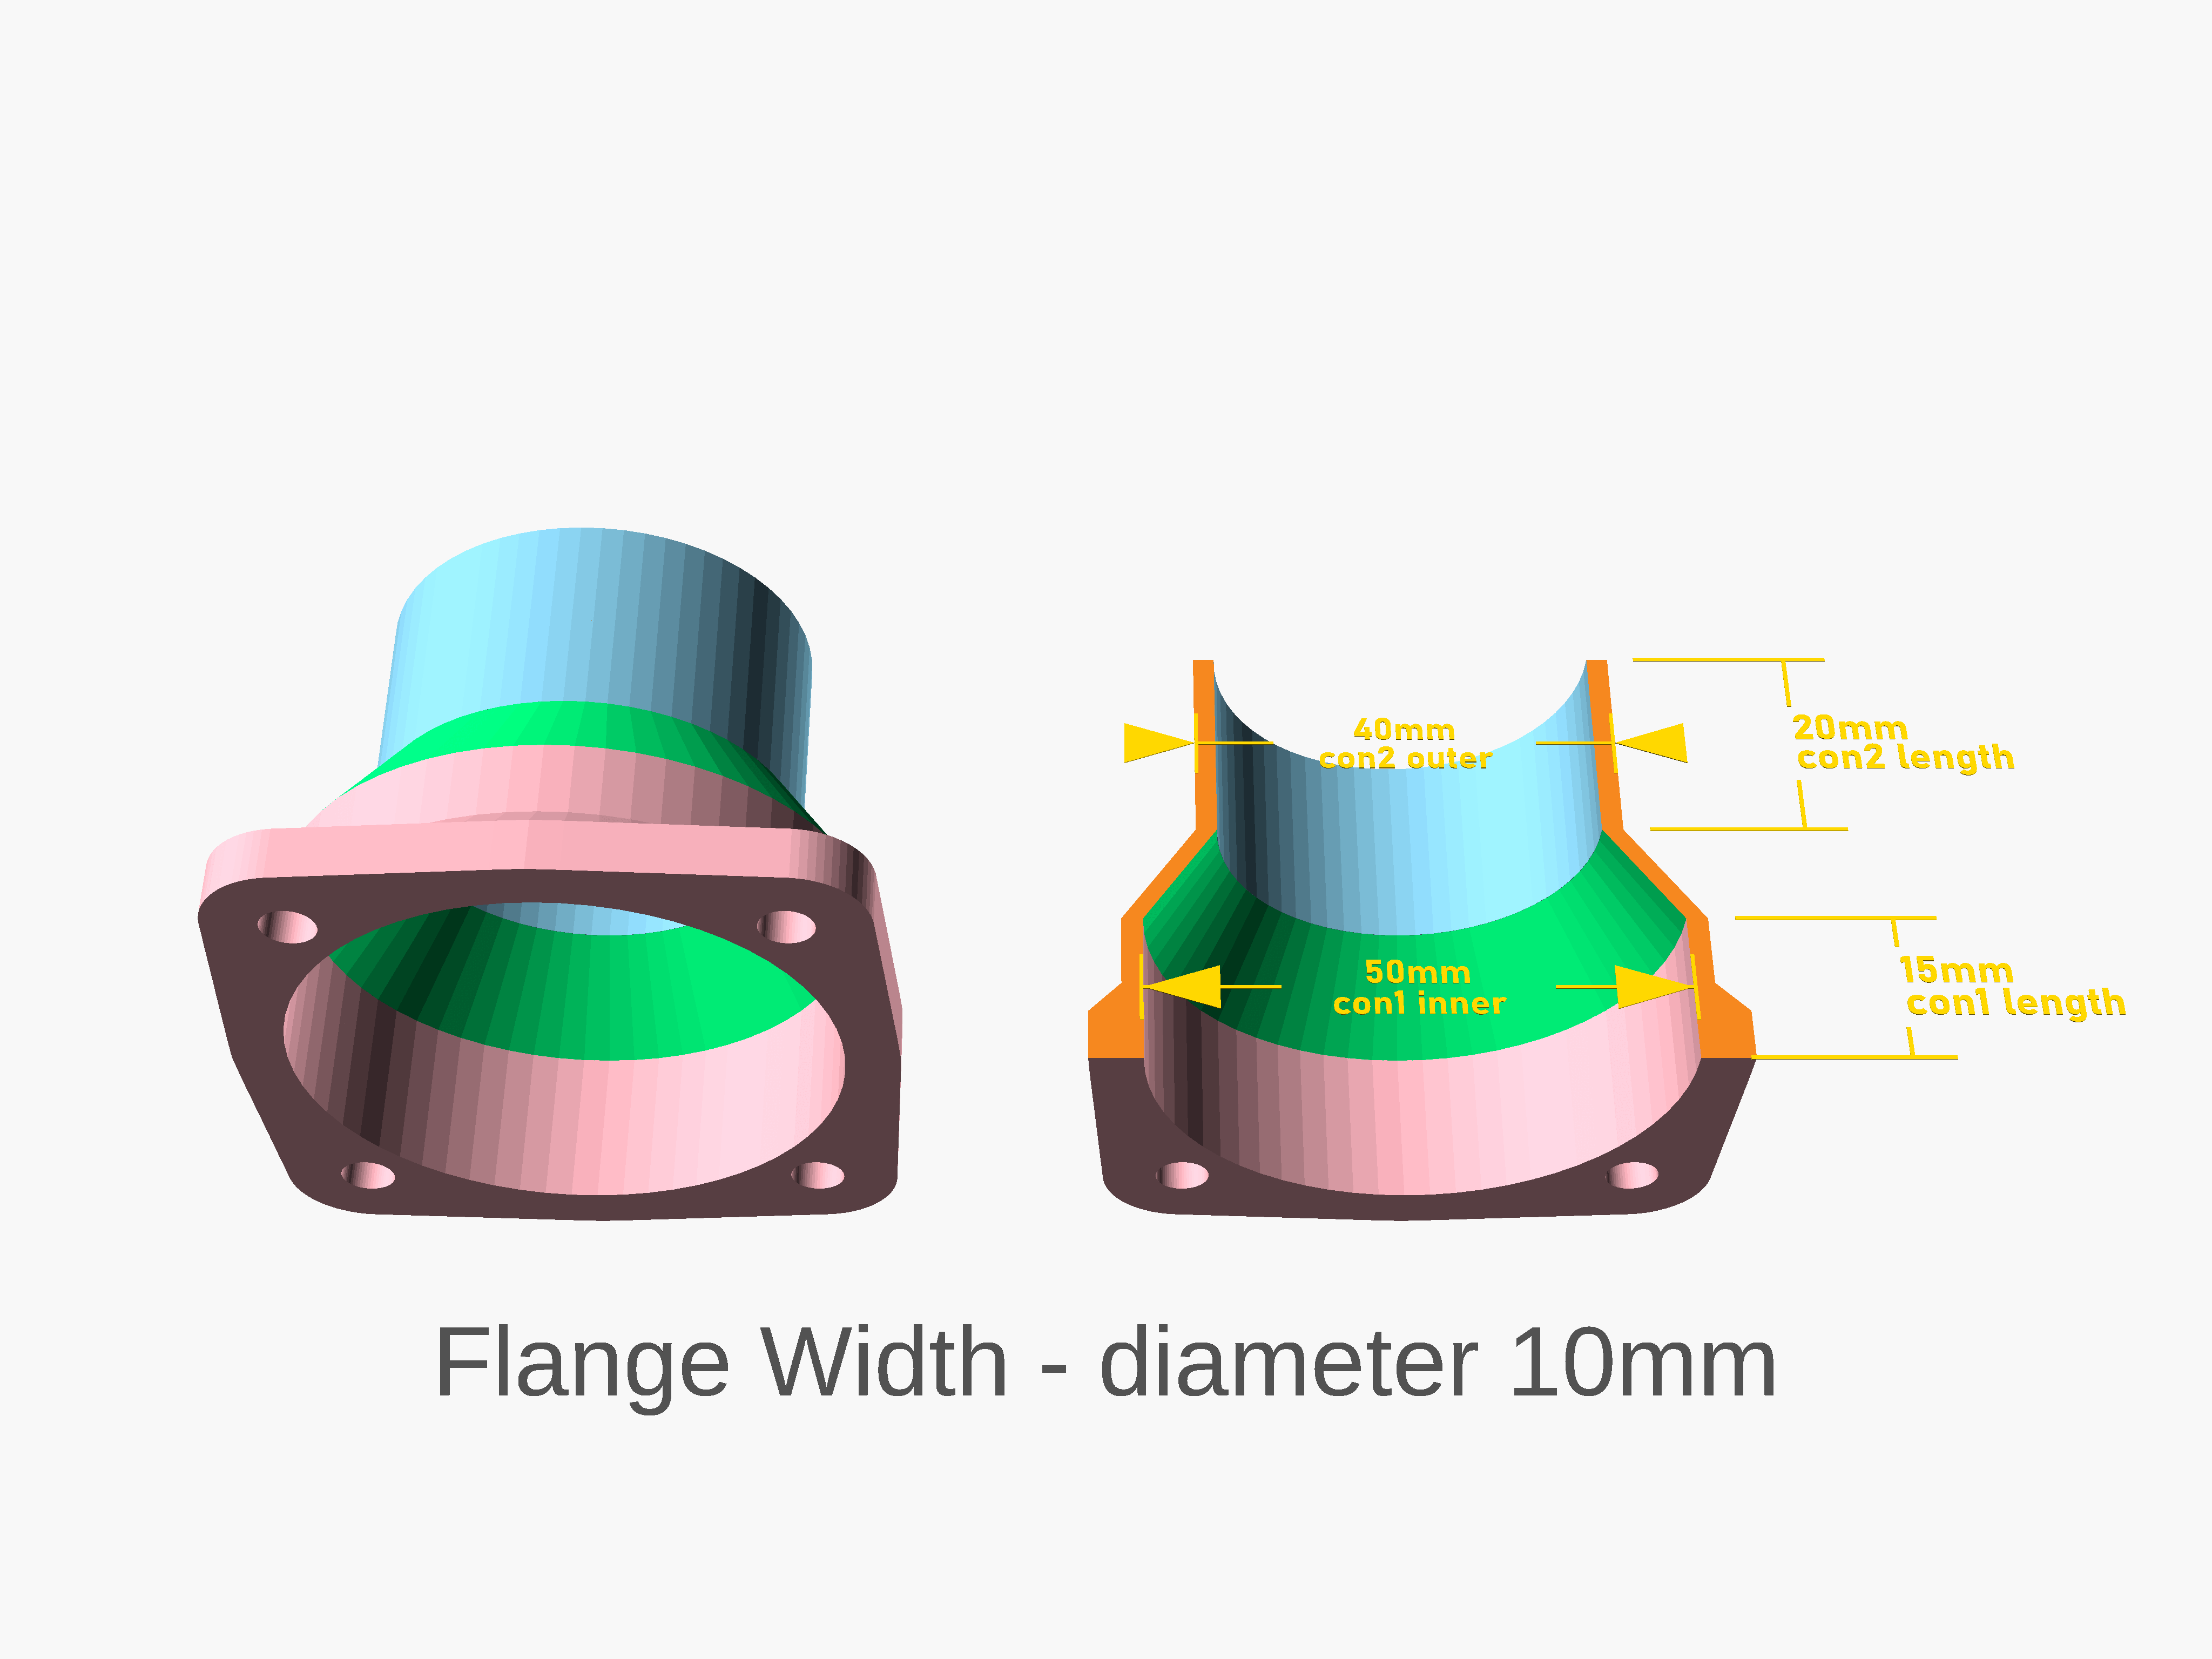 40mm
con2 outer
20mm
con2 length
50mm
con1 inner
15mm
con1 length
Flange Width - diameter 10mm